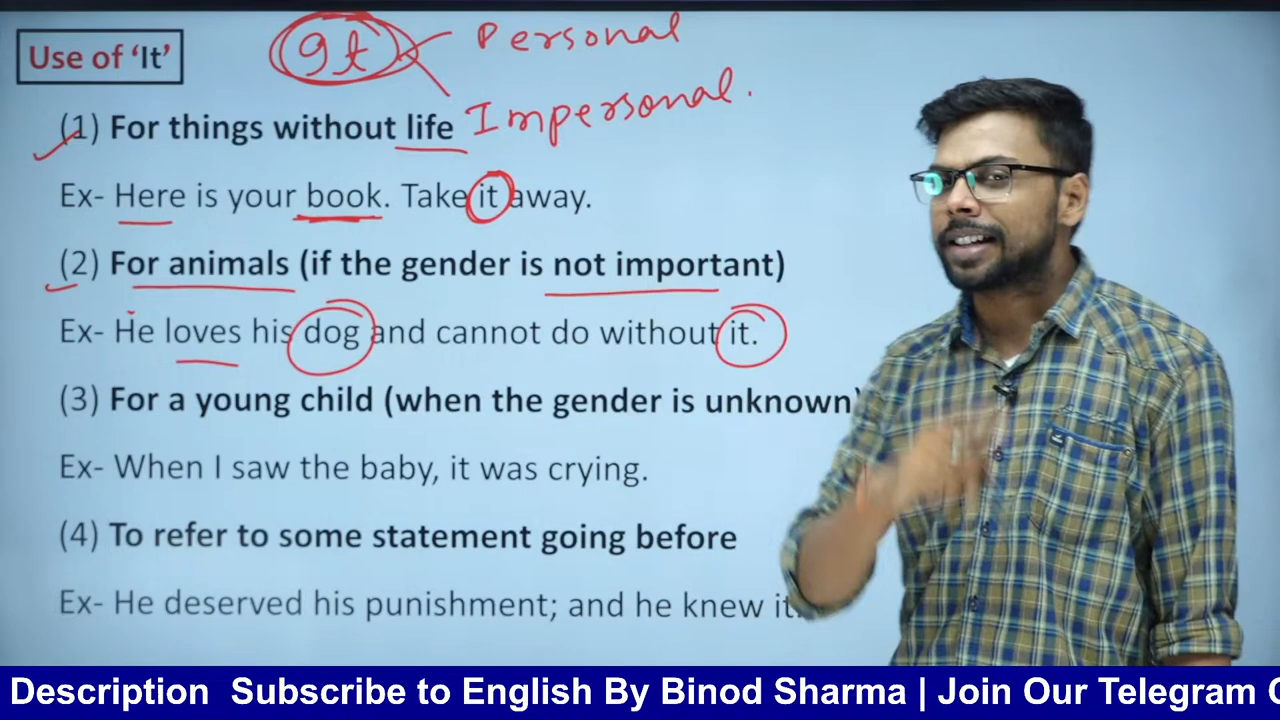 Use of ‘It’
It
Personal
Impersonal.
(1) For things without life
Ex- Here is your book. Take it away.
(2) For animals (if the gender is not important)
Ex- He loves his dog and cannot do without it.
(3) For a young child (when the gender is unknown)
Ex- When I saw the baby, it was crying.
(4) To refer to some statement going before
Ex- He deserved his punishment; and he knew it.
Description Subscribe to English By Binod Sharma | Join Our Telegram